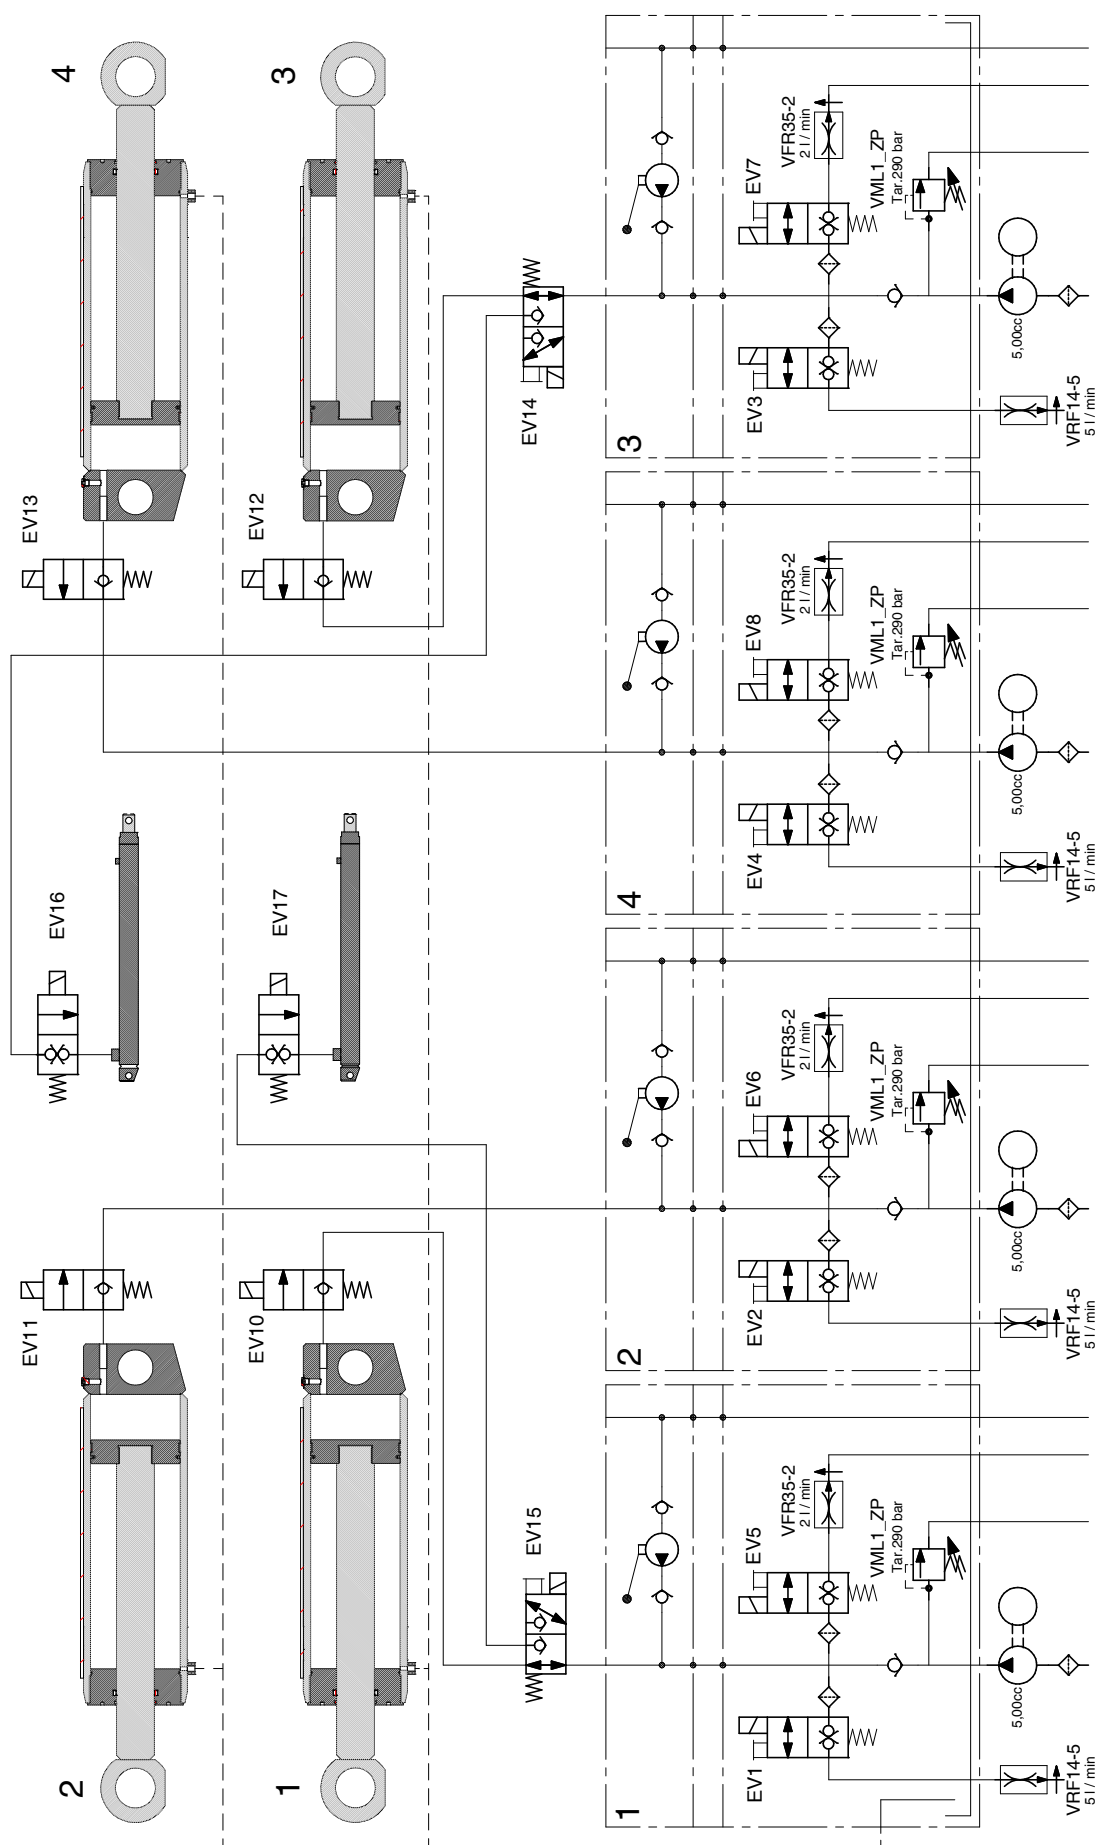 4
3
EV13
EV12
EV14
EV16
EV17
EV11
EV10
EV15
2
1
3
EV7
VFR35-2
2 l / min
VML1_ZP
Tar.290 bar
EV3
5,00cc
VRF14-5
5 l / min
4
EV8
VFR35-2
2 l / min
VML1_ZP
Tar.290 bar
EV4
5,00cc
VRF14-5
5 l / min
2
EV6
VFR35-2
2 l / min
VML1_ZP
Tar.290 bar
EV2
5,00cc
VRF14-5
5 l / min
1
EV5
VFR35-2
2 l / min
VML1_ZP
Tar.290 bar
EV1
5,00cc
VRF14-5
5 l / min